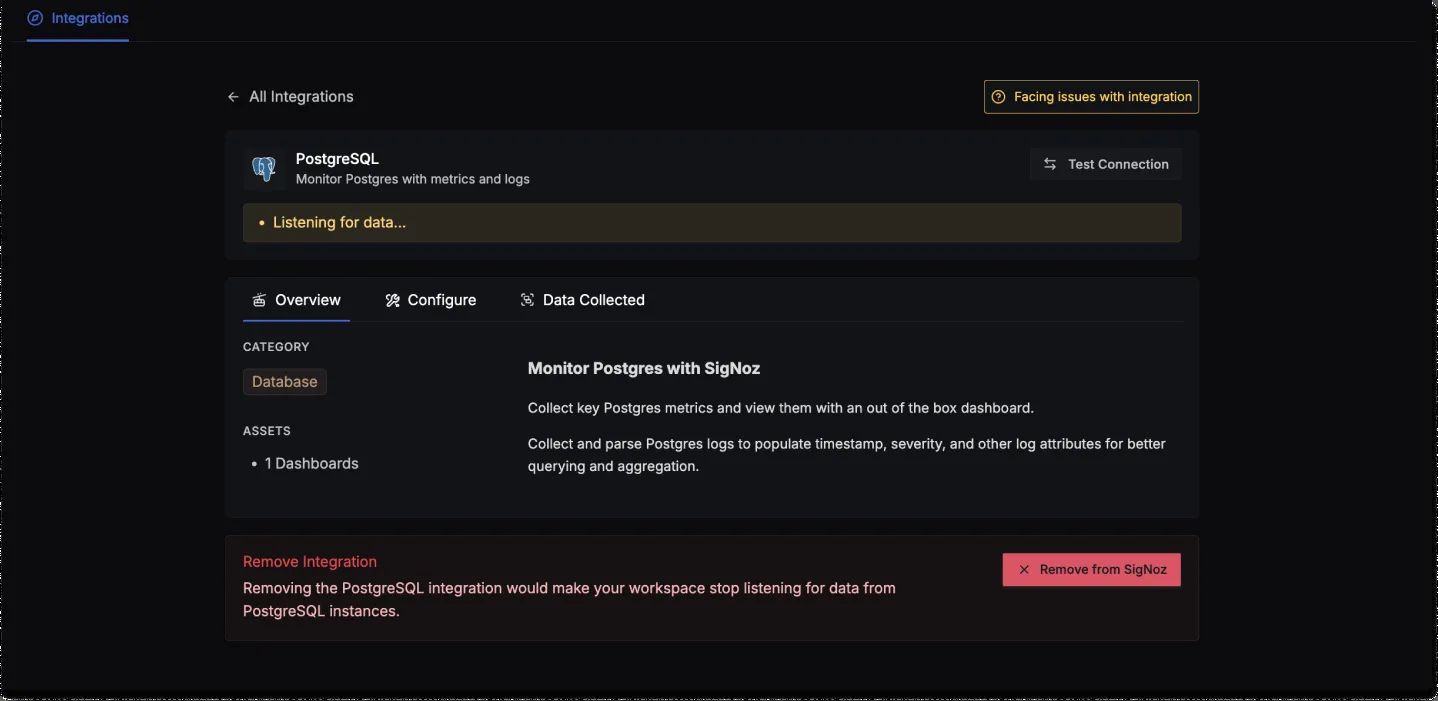 Integrations
All Integrations
Facing issues with integration
PostgreSQL
Monitor Postgres with metrics and logs
Test Connection
• Listening for data...
Overview
Configure
Data Collected
CATEGORY
Database
ASSETS
• 1 Dashboards
Monitor Postgres with SigNoz
Collect key Postgres metrics and view them with an out of the box dashboard.
Collect and parse Postgres logs to populate timestamp, severity, and other log attributes for better
querying and aggregation.
Remove Integration
Removing the PostgreSQL integration would make your workspace stop listening for data from
PostgreSQL instances.
Remove from SigNoz